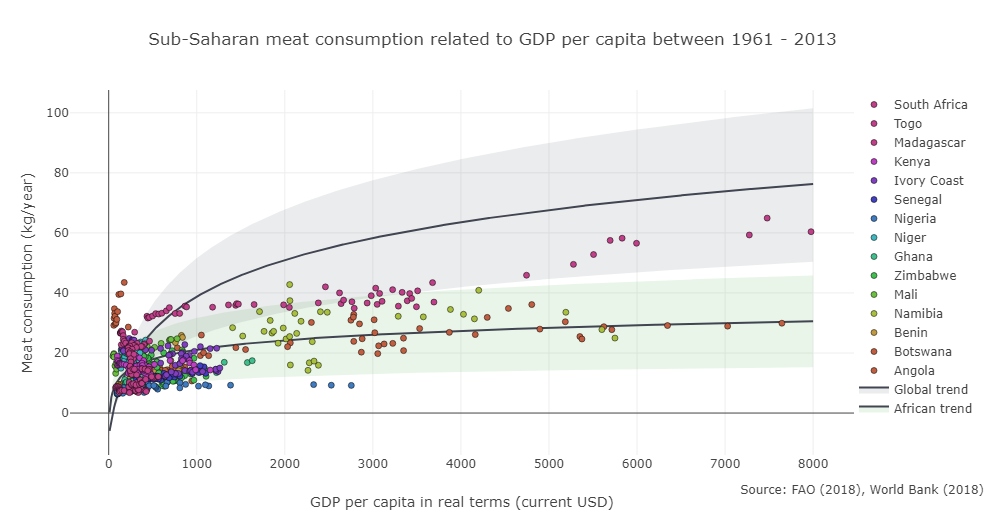 Sub-Saharan meat consumption related to GDP per capita between 1961 - 2013
Meat consumption (kg/year)
100
80
60
40
20
0
0 1000 2000 3000 4000 5000 6000 7000 8000
GDP per capita in real terms (current USD)
South Africa
Togo
Madagascar
Kenya
Ivory Coast
Senegal
Nigeria
Niger
Ghana
Zimbabwe
Mali
Namibia
Benin
Botswana
Angola
Global trend
African trend
Source: FAO (2018), World Bank (2018)